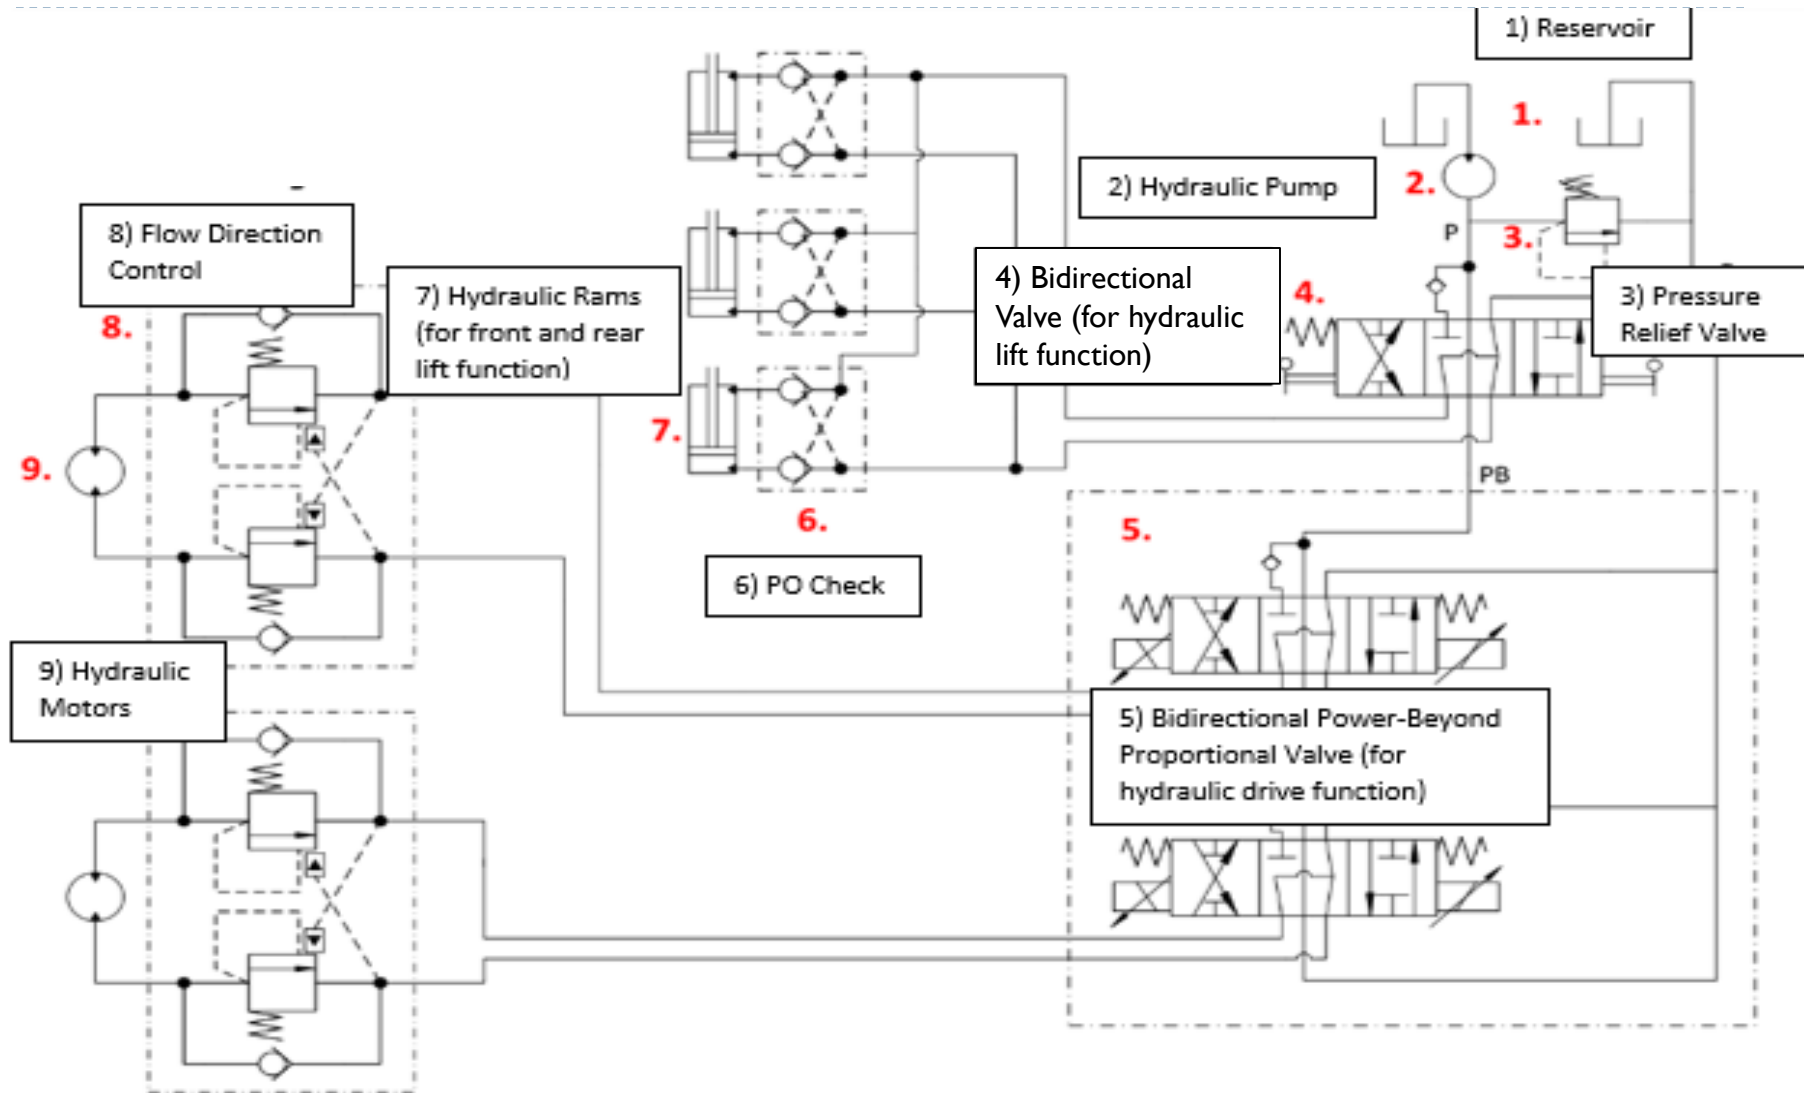 1) Reservoir
1.
2) Hydraulic Pump
2.
P
3.
8) Flow Direction
Control
7) Hydraulic Rams
(for front and rear
lift function)
4) Bidirectional
Valve (for hydraulic
lift function)
4.
3) Pressure
Relief Valve
8.
7.
9.
PB
6.
5.
6) PO Check
9) Hydraulic
Motors
5) Bidirectional Power-Beyond
Proportional Valve (for
hydraulic drive function)